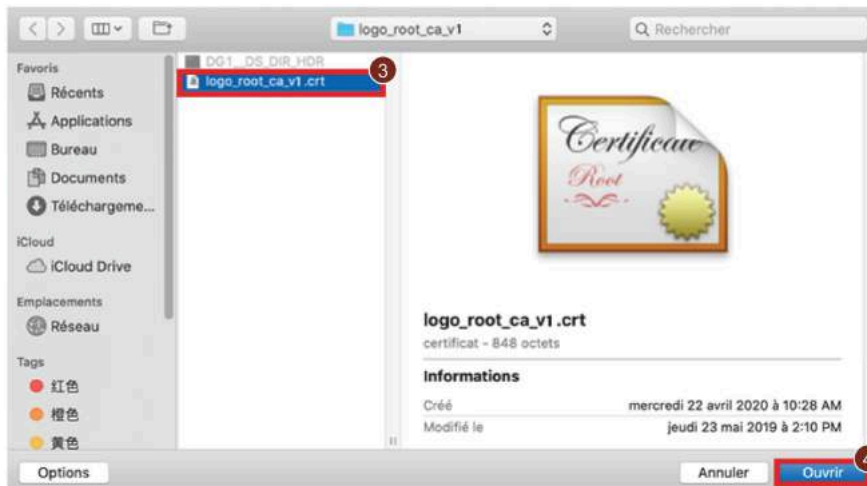 logo_root_ca_v1
Rechercher
Favoris
Récents
Applications
Bureau
Documents
Téléchargeme...
iCloud
iCloud Drive
Emplacements
Réseau
Tags
红色
橙色
黄色
DG1__DS_DIR_HDR
3
logo_root_ca_v1 .crt
Certificate
Root
logo_root_ca_v1 .crt
certificat - 848 octets
Informations
Créé mercredi 22 avril 2020 à 10:28 AM
Modifié le jeudi 23 mai 2019 à 2:10 PM
Options
Annuler
Ouvrir
4